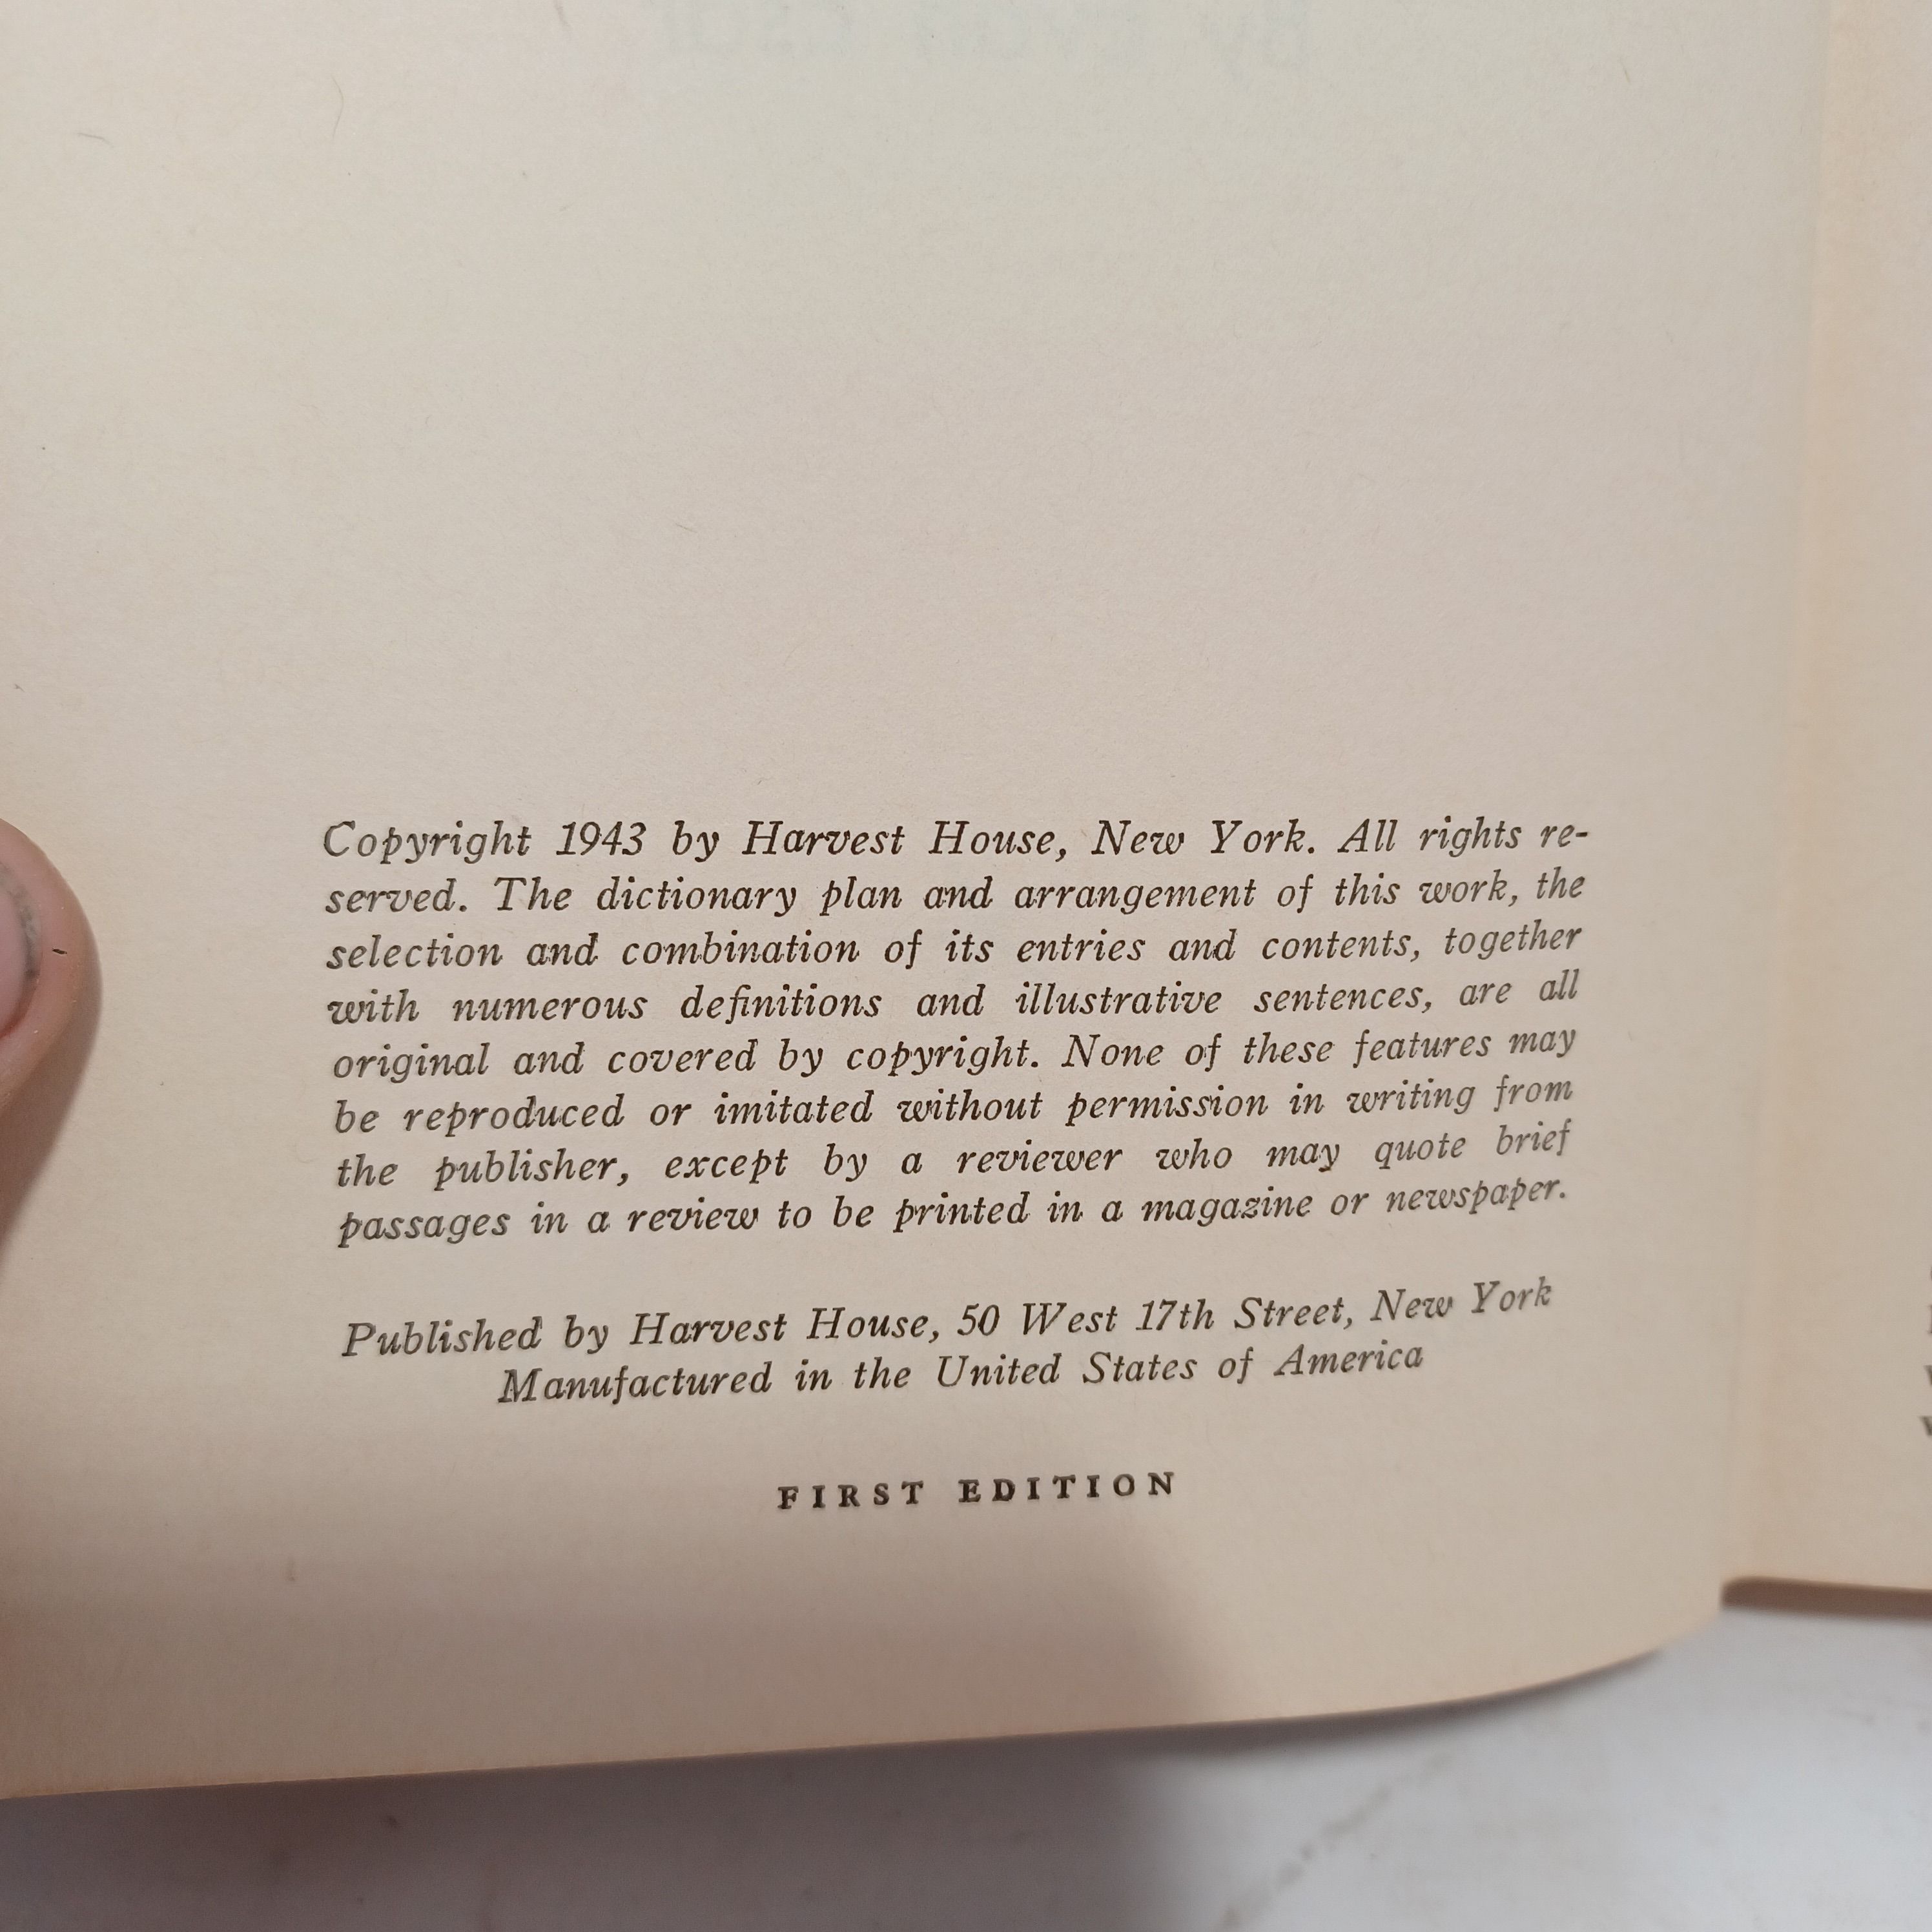 Copyright 1943 by Harvest House, New York. All rights re-
served. The dictionary plan and arrangement of this work, the
selection and combination of its entries and contents, together
with numerous definitions and illustrative sentences, are all
original and covered by copyright. None of these features may
be reproduced or imitated without permission in writing from
the publisher, except by a reviewer who may quote brief
passages in a review to be printed in a magazine or newspaper.
Published by Harvest House, 50 West 17th Street, New York
Manufactured in the United States of America
FIRST EDITION